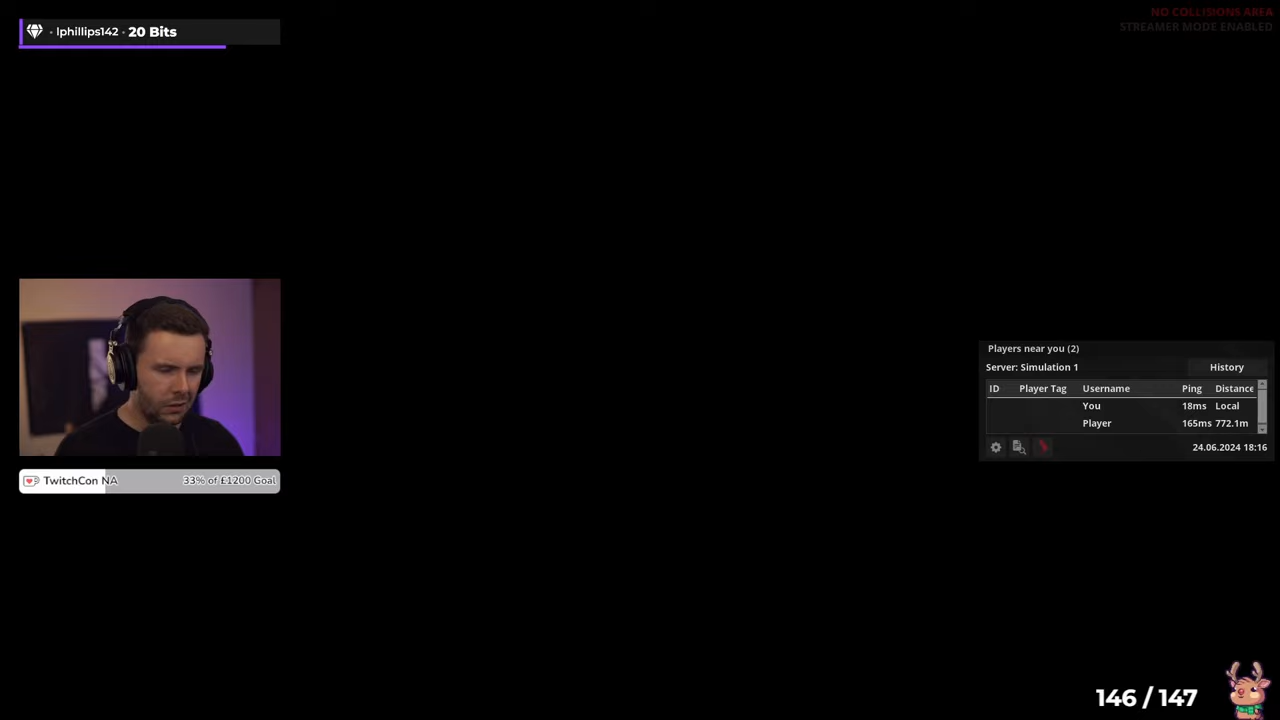 · Iphillips142 · 20 Bits
NO COLLISIONS AREA
STREAMER MODE ENABLED
Players near you (2)
Server: Simulation 1
History
ID Player Tag Username Ping Distance
You 18ms Local
Player 165ms 772.1m
24.06.2024 18:16
TwitchCon NA 33% of £1200 Goal
146 / 147